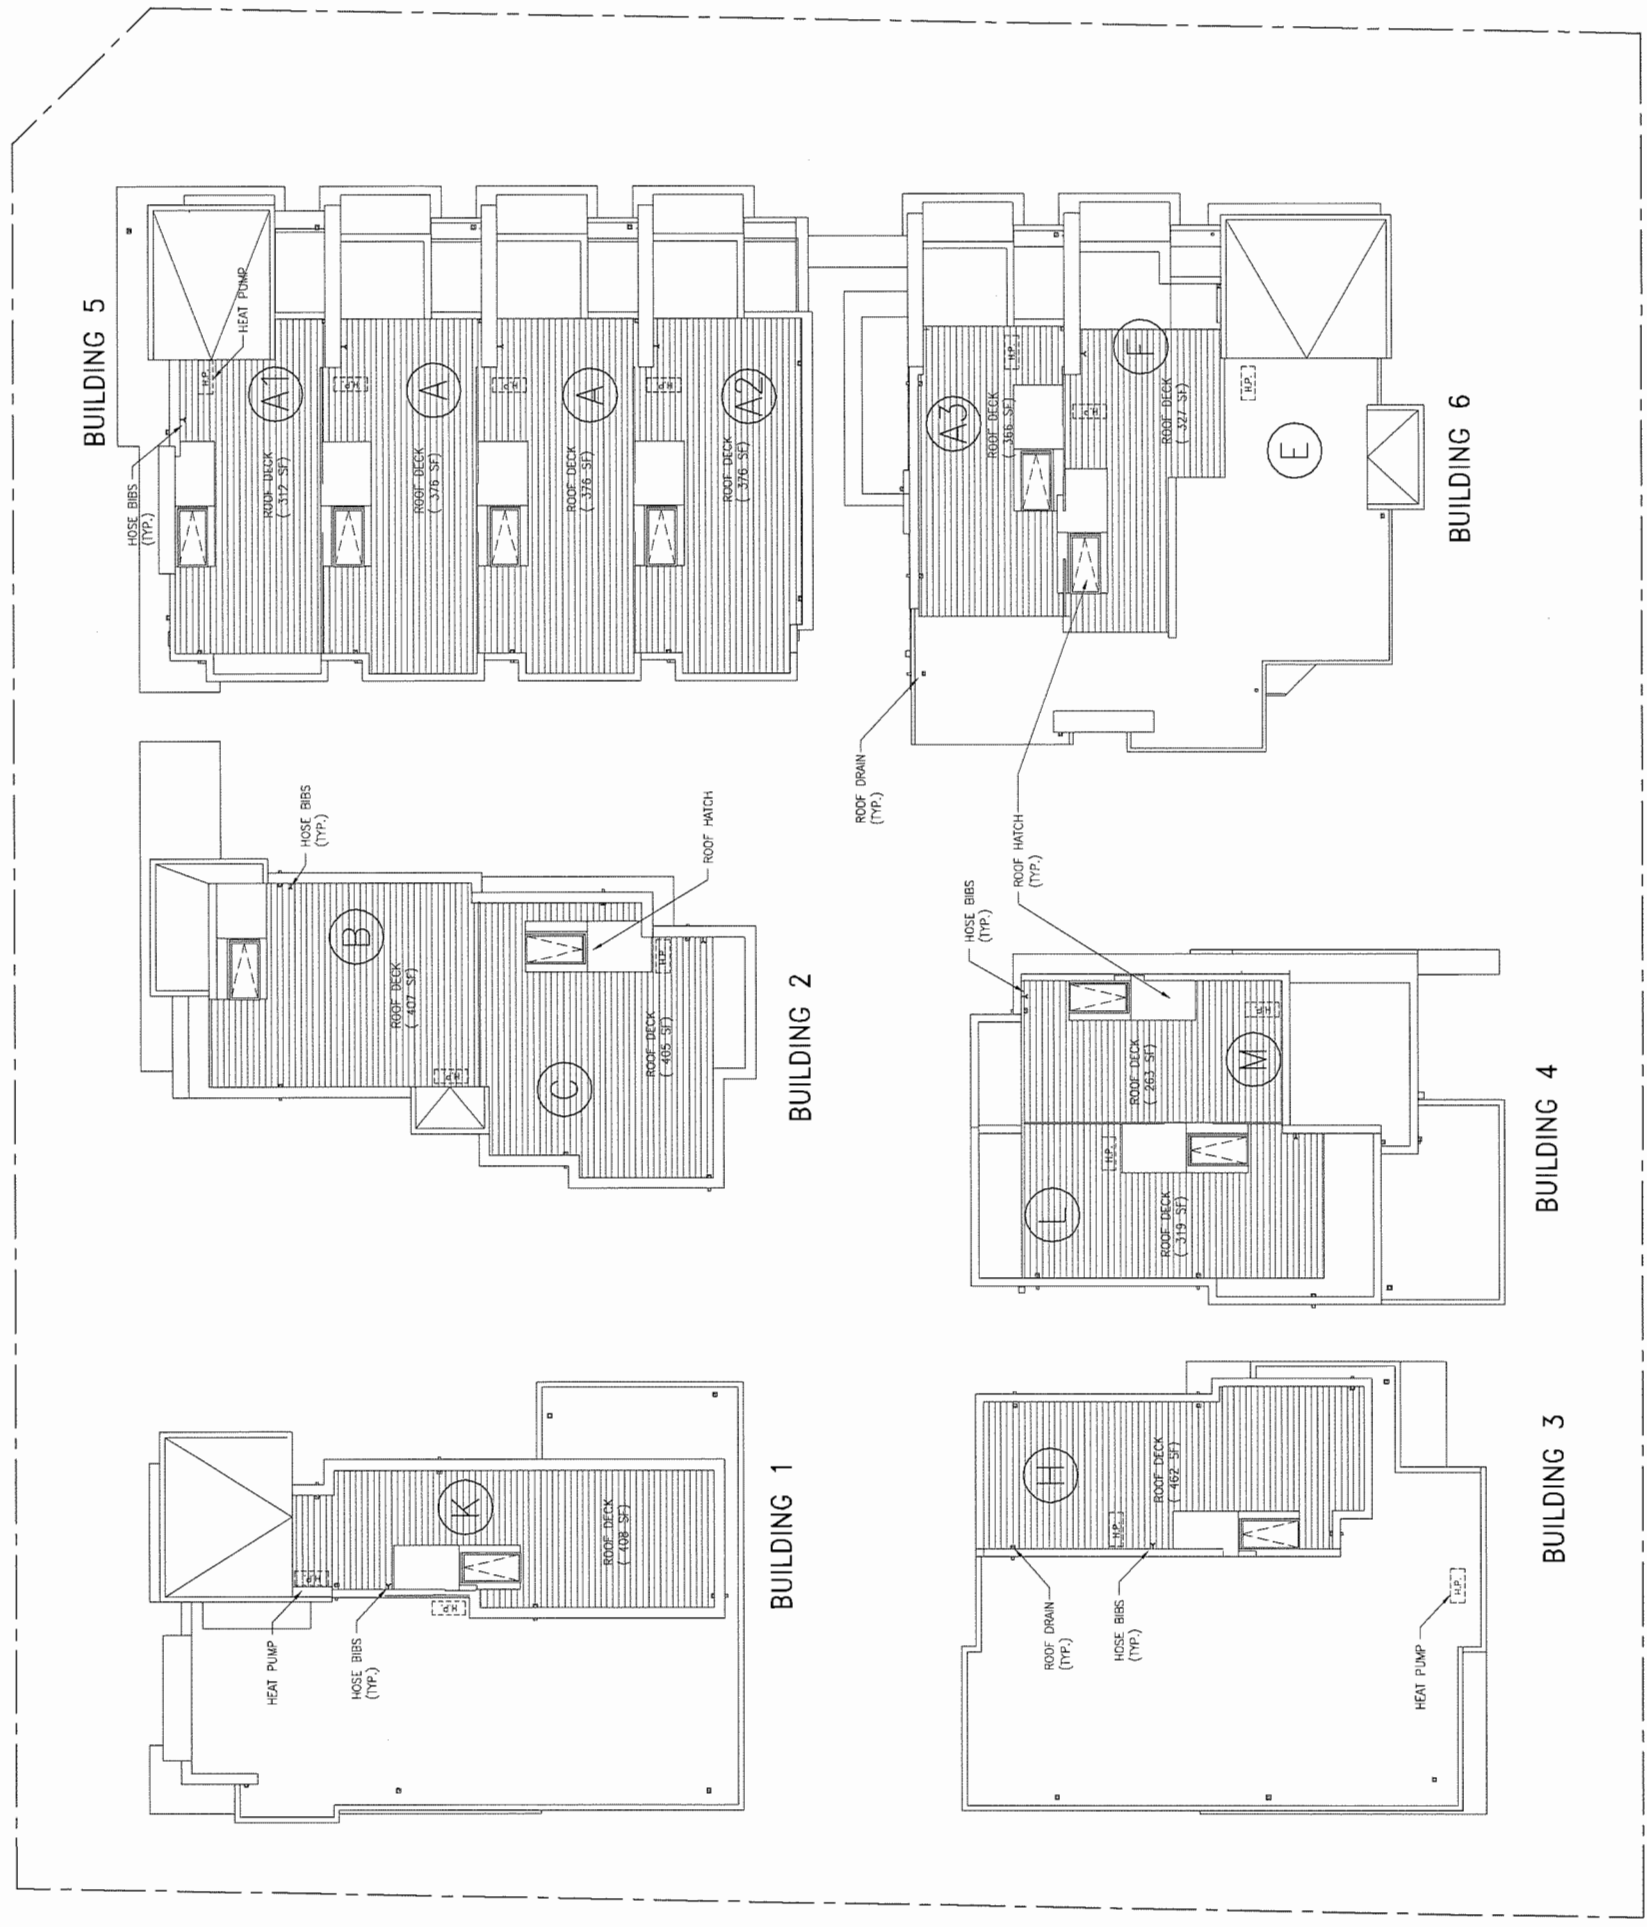 BUILDING 5
HOSE BIBS
(TYP.)
HEAT PUMP
H.P.
A1
ROOF DECK
( 312 SF)
H.P.
A
ROOF DECK
( 376 SF)
H.P.
A
ROOF DECK
( 376 SF)
H.P.
A2
ROOF DECK
( 376 SF)
BUILDING 6
A3
ROOF DECK
( 366 SF)
H.P.
F
H.P.
ROOF DECK
( 327 SF)
H.P.
E
ROOF DRAIN
(TYP.)
ROOF HATCH
(TYP.)
BUILDING 2
HOSE BIBS
(TYP.)
B
ROOF DECK
( 407 SF)
H.P.
C
ROOF DECK
( 405 SF)
H.P.
ROOF HATCH
BUILDING 4
HOSE BIBS
(TYP.)
ROOF DECK
( 263 SF)
H.P.
M
L
H.P.
ROOF DECK
( 319 SF)
BUILDING 1
HEAT PUMP
H.P.
HOSE BIBS
(TYP.)
H.P.
K
ROOF DECK
( 408 SF)
BUILDING 3
H
ROOF DECK
( 462 SF)
H.P.
ROOF DRAIN
(TYP.)
HOSE BIBS
(TYP.)
HEAT PUMP
H.P.